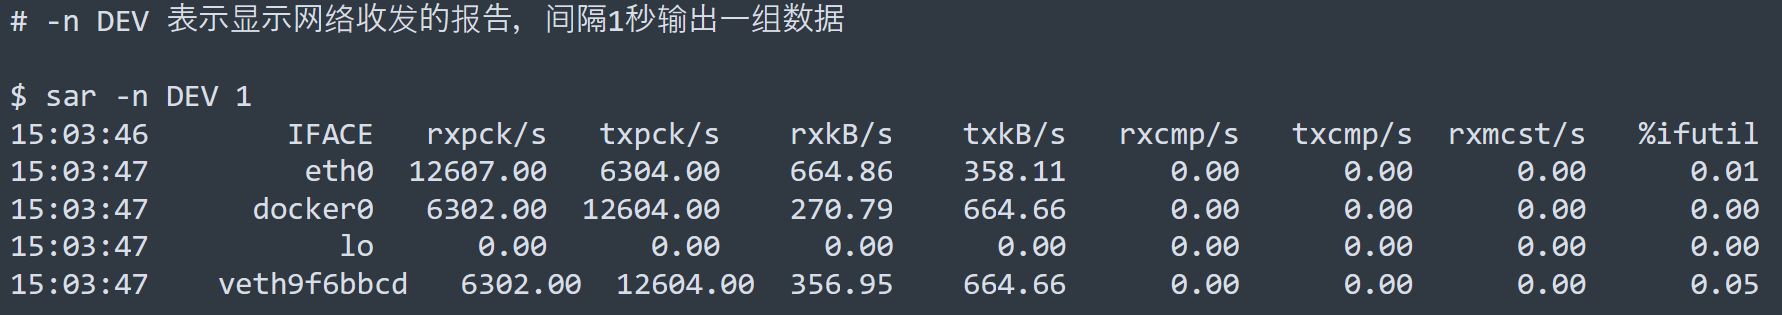 # -n DEV 表示显示网络收发的报告，间隔1秒输出一组数据
$ sar -n DEV 1
15:03:46        IFACE   rxpck/s   txpck/s    rxkB/s    txkB/s   rxcmp/s   txcmp/s  rxmcst/s   %ifutil
15:03:47         eth0  12607.00   6304.00    664.86    358.11      0.00      0.00      0.00      0.01
15:03:47      docker0   6302.00  12604.00    270.79    664.66      0.00      0.00      0.00      0.00
15:03:47           lo      0.00      0.00      0.00      0.00      0.00      0.00      0.00      0.00
15:03:47    veth9f6bbcd   6302.00  12604.00  356.95    664.66      0.00      0.00      0.00      0.05